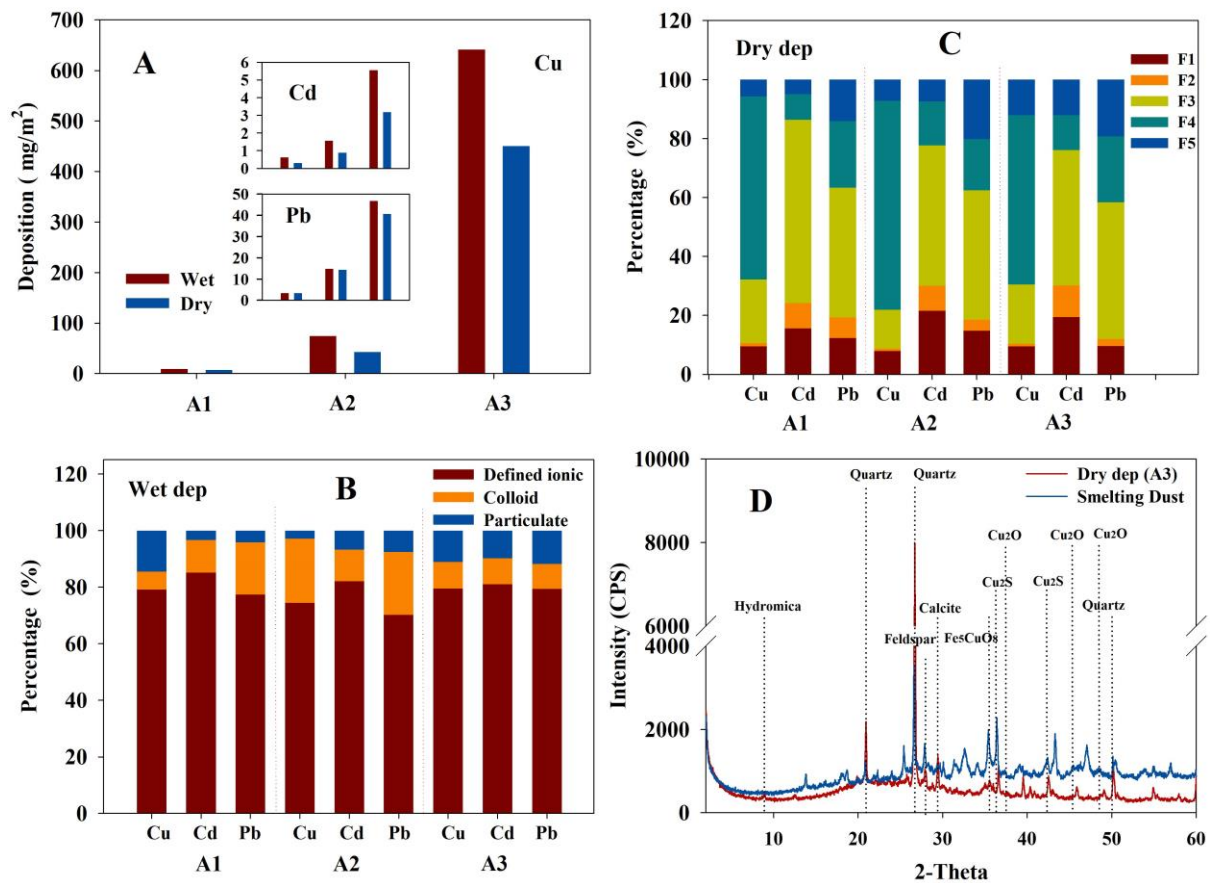 700
600
500
400
300
200
100
0
Deposition ( mg/m²)
A
Cu
6
5
4
3
2
1
0
Cd
50
40
30
20
10
0
Pb
Wet
Dry
A1 A2 A3
120
100
80
60
40
20
0
Percentage (%)
Dry dep
C
F1
F2
F3
F4
F5
Cu Cd Pb Cu Cd Pb Cu Cd Pb
A1 A2 A3
120
100
80
60
40
20
0
Percentage (%)
Wet dep
B
Defined ionic
Colloid
Particulate
Cu Cd Pb Cu Cd Pb Cu Cd Pb
A1 A2 A3
10000
8000
6000
4000
2000
0
Intensity (CPS)
Quartz Quartz
Dry dep (A3)
Smelting Dust
D
Cu₂O Cu₂O Cu₂O
Cu₂S Cu₂S
Hydromica Calcite Quartz
Feldspar Fe₅CuO₈
10 20 30 40 50 60
2-Theta